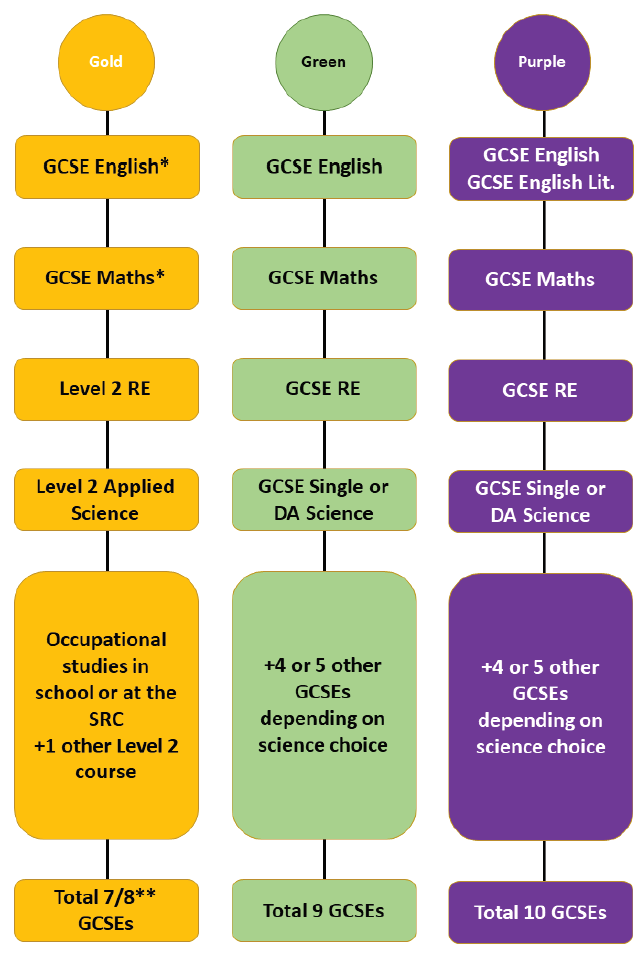 Gold
GCSE English*
GCSE Maths*
Level 2 RE
Level 2 Applied
Science
Occupational
studies in
school or at the
SRC
+1 other Level 2
course
Total 7/8**
GCSEs
Green
GCSE English
GCSE Maths
GCSE RE
GCSE Single or
DA Science
+4 or 5 other
GCSEs
depending on
science choice
Total 9 GCSEs
Purple
GCSE English
GCSE English Lit.
GCSE Maths
GCSE RE
GCSE Single or
DA Science
+4 or 5 other
GCSEs
depending on
science choice
Total 10 GCSEs